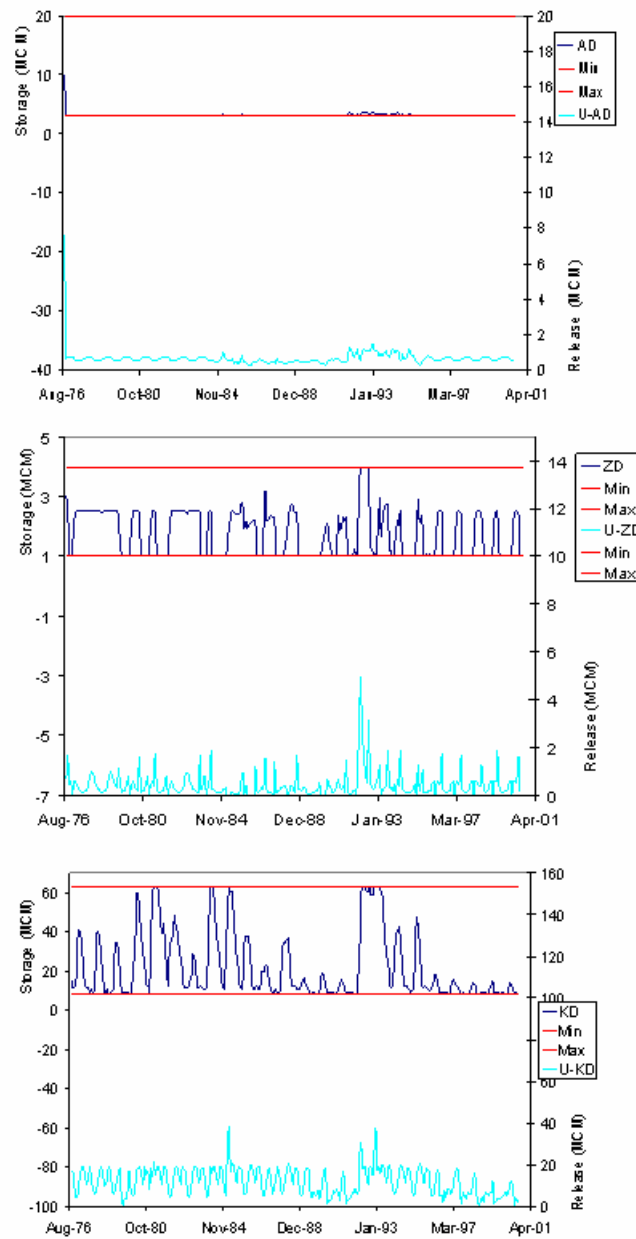 Storage (MCM)
20
10
0
-10
-20
-30
-40
20
18
16
14
12
10
8
6
4
2
0
Release (MCM)
AD
Min
Max
U-AD
Aug-76 Oct-80 Nov-84 Dec-88 Jan-93 Mar-97 Apr-01
Storage (MCM)
5
3
1
-1
-3
-5
-7
14
12
10
8
6
4
2
0
Release (MCM)
ZD
Min
Max
U-ZD
Min
Max
Aug-76 Oct-80 Nov-84 Dec-88 Jan-93 Mar-97 Apr-01
Storage (MCM)
60
40
20
0
-20
-40
-60
-80
-100
160
140
120
100
80
60
40
20
0
Release (MCM)
KD
Min
Max
U-KD
Aug-76 Oct-80 Nov-84 Dec-88 Jan-93 Mar-97 Apr-01